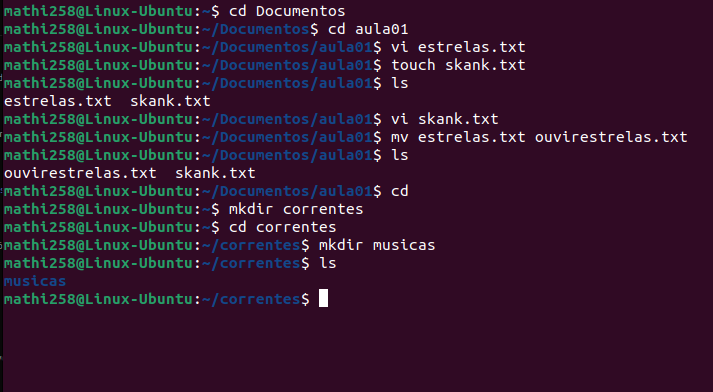 mathi258@Linux-Ubuntu:~$ cd Documentos
mathi258@Linux-Ubuntu:~/Documentos$ cd aula01
mathi258@Linux-Ubuntu:~/Documentos/aula01$ vi estrelas.txt
mathi258@Linux-Ubuntu:~/Documentos/aula01$ touch skank.txt
mathi258@Linux-Ubuntu:~/Documentos/aula01$ ls
estrelas.txt  skank.txt
mathi258@Linux-Ubuntu:~/Documentos/aula01$ vi skank.txt
mathi258@Linux-Ubuntu:~/Documentos/aula01$ mv estrelas.txt ouvirestrelas.txt
mathi258@Linux-Ubuntu:~/Documentos/aula01$ ls
ouvirestrelas.txt  skank.txt
mathi258@Linux-Ubuntu:~/Documentos/aula01$ cd
mathi258@Linux-Ubuntu:~$ mkdir correntes
mathi258@Linux-Ubuntu:~$ cd correntes
mathi258@Linux-Ubuntu:~/correntes$ mkdir musicas
mathi258@Linux-Ubuntu:~/correntes$ ls
musicas
mathi258@Linux-Ubuntu:~/correntes$